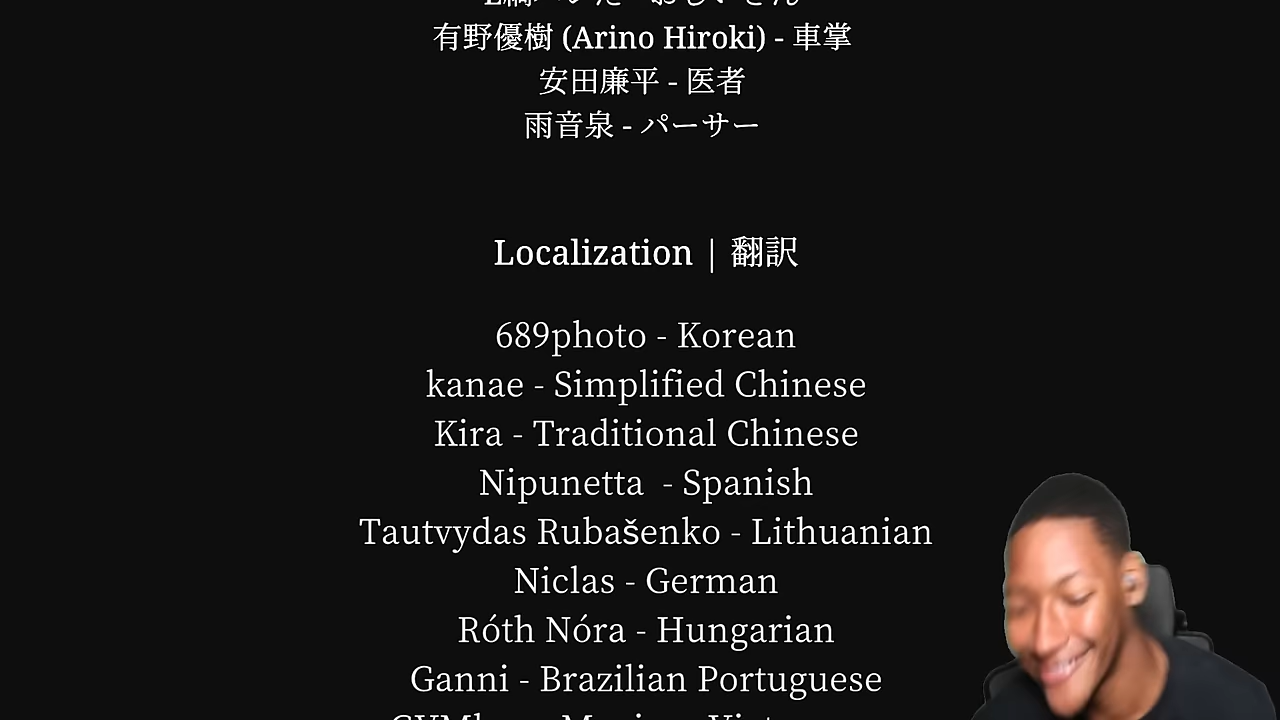 有野優樹 (Arino Hiroki) - 車掌
安田廉平 - 医者
雨音泉 - パーサー
Localization | 翻訳
689photo - Korean
kanae - Simplified Chinese
Kira - Traditional Chinese
Nipunetta - Spanish
Tautvydas Rubašenko - Lithuanian
Niclas - German
Róth Nóra - Hungarian
Ganni - Brazilian Portuguese